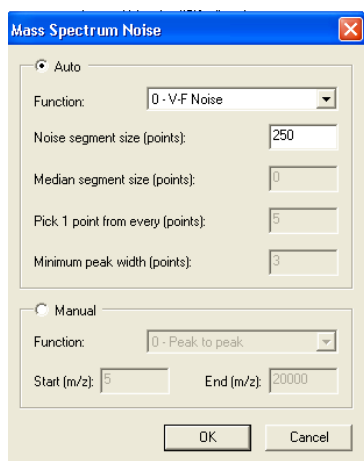 Mass Spectrum Noise
Auto
Function: 0 - V-F Noise
Noise segment size (points): 250
Median segment size (points): 0
Pick 1 point from every (points): 5
Minimum peak width (points): 3
Manual
Function: 0 - Peak to peak
Start (m/z): 5 End (m/z): 20000
OK Cancel